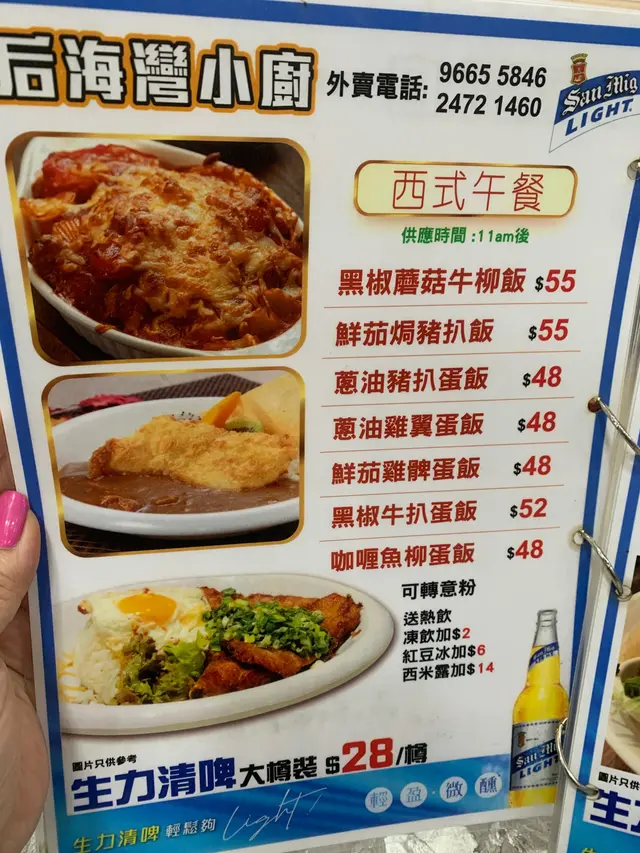 后海灣小廚
外賣電話: 9665 5846
2472 1460
San Mig
LIGHT.
西式午餐
供應時間 :11am後
黑椒蘑菇牛柳飯 $55
鮮茄焗豬扒飯 $55
蔥油豬扒蛋飯 $48
蔥油雞翼蛋飯 $48
鮮茄雞髀蛋飯 $48
黑椒牛扒蛋飯 $52
咖喱魚柳蛋飯 $48
可轉意粉
送熱飲
凍飲加$2
紅豆冰加$6
西米露加$14
圖片只供參考
生力清啤 大樽裝 $28/樽
生力清啤 輕鬆夠 Light
輕盈·微醺
San Mig
LIGHT
圖片只供
生